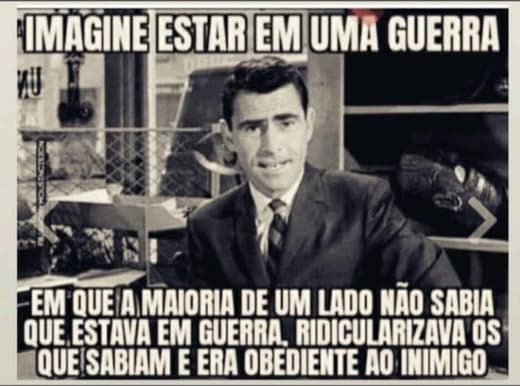 IMAGINE ESTAR EM UMA GUERRA
EM QUE A MAIORIA DE UM LADO NÃO SABIA
QUE ESTAVA EM GUERRA, RIDICULARIZAVA OS
QUE SABIAM E ERA OBEDIENTE AO INIMIGO